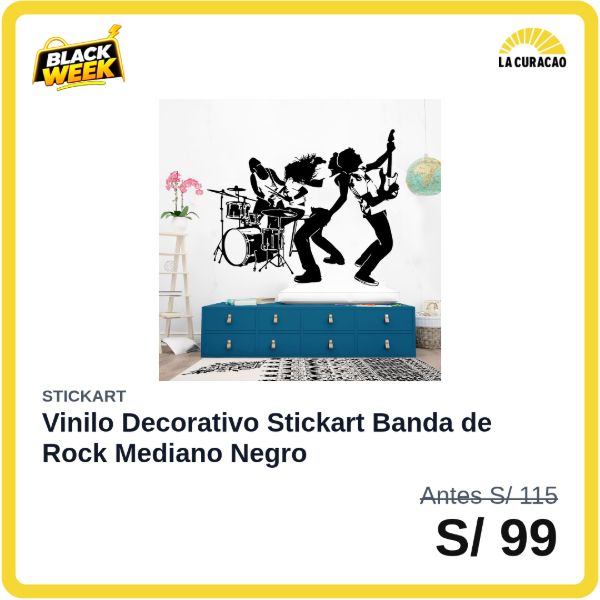 BLACK
WEEK
LA CURACAO
STICKART
Vinilo Decorativo Stickart Banda de
Rock Mediano Negro
Antes S/ 115
S/ 99